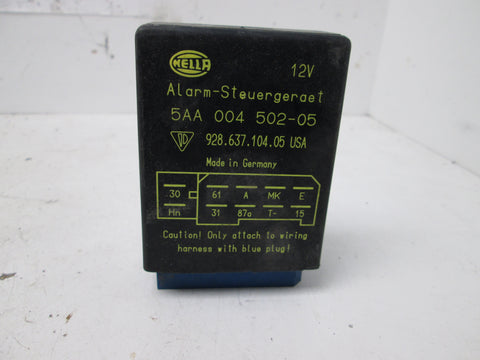 HELLA
12V
Alarm-Steuergeraet
5AA 004 502-05
928.637.104.05 USA
Made in Germany
30 61 A MK E
Hn 31 87a T- 15
Caution! Only attach to wiring
harness with blue plug!